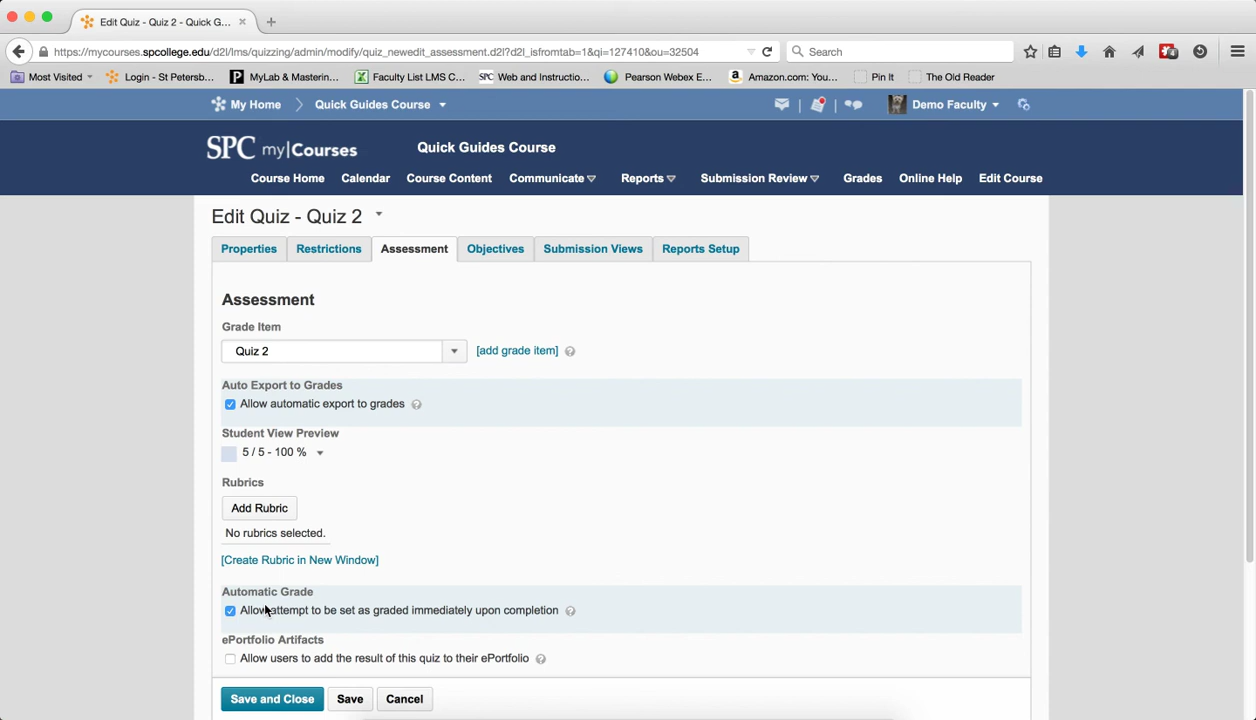 Edit Quiz - Quiz 2 - Quick G...
https://mycourses.spcollege.edu/d2l/lms/quizzing/admin/modify/quiz_newedit_assessment.d2l?d2l_isfromtab=1&qi=127410&ou=32504
Search
Most Visited
Login - St Petersb...
MyLab & Mastering...
Faculty List LMS C...
SPC Web and Instructio...
Pearson Webex E...
Amazon.com: You...
Pin It
The Old Reader
My Home
Quick Guides Course
Demo Faculty
SPC my|Courses
Quick Guides Course
Course Home
Calendar
Course Content
Communicate
Reports
Submission Review
Grades
Online Help
Edit Course
Edit Quiz - Quiz 2
Properties
Restrictions
Assessment
Objectives
Submission Views
Reports Setup
Assessment
Grade Item
Quiz 2
[add grade item]
Auto Export to Grades
Allow automatic export to grades
Student View Preview
5 / 5 - 100 %
Rubrics
Add Rubric
No rubrics selected.
[Create Rubric in New Window]
Automatic Grade
Allow attempt to be set as graded immediately upon completion
ePortfolio Artifacts
Allow users to add the result of this quiz to their ePortfolio
Save and Close
Save
Cancel